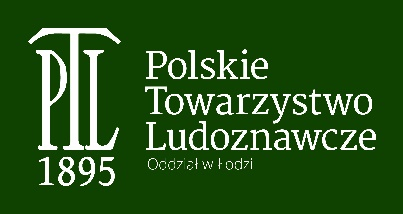 PTL
1895
Polskie
Towarzystwo
Ludoznawcze
Oddział w Łodzi